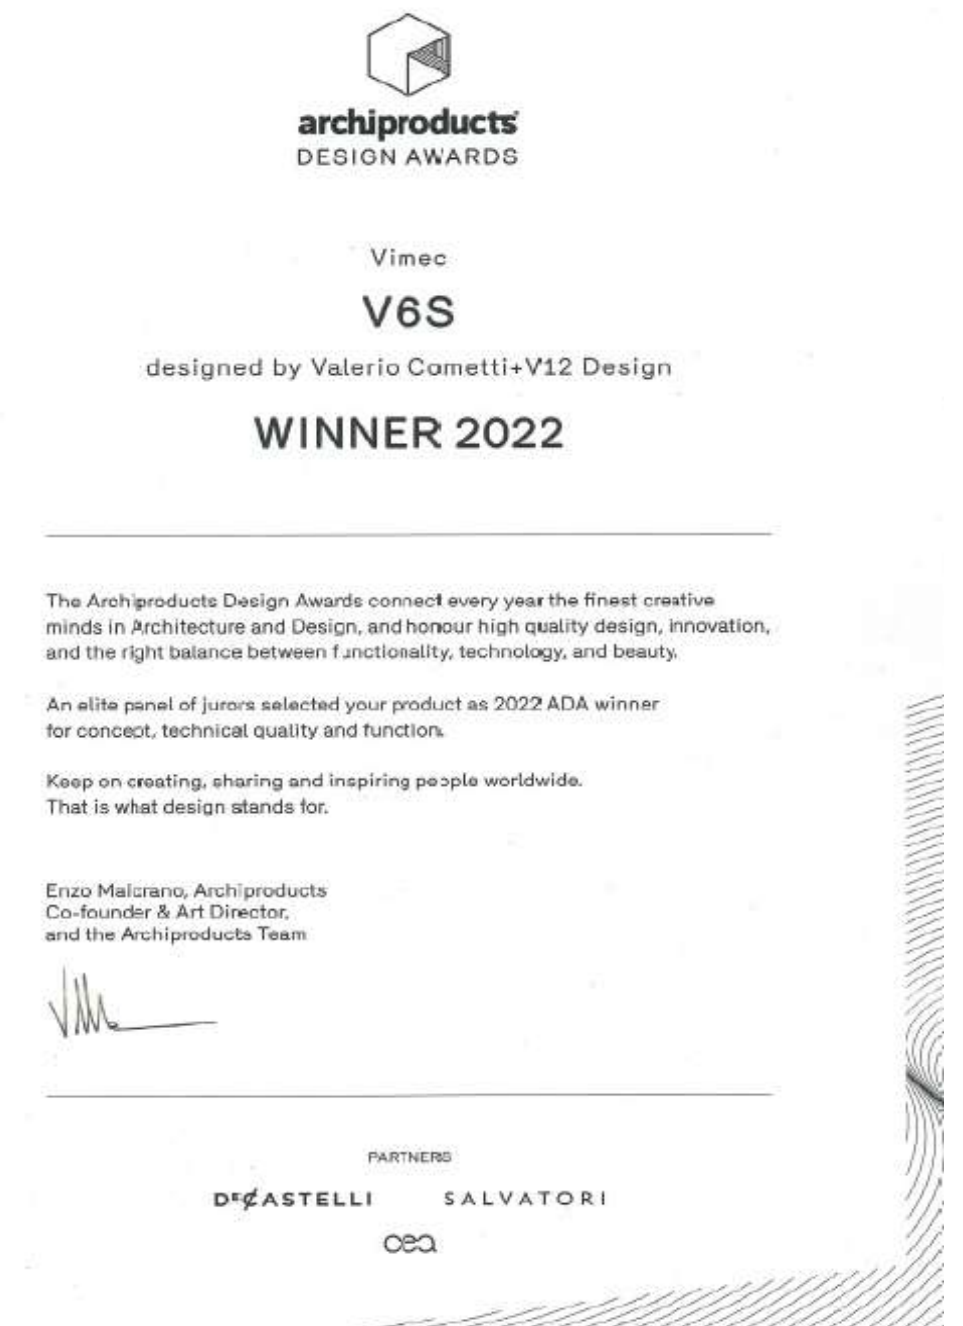 archiproducts
DESIGN AWARDS
Vimec
V6S
designed by Valerio Cometti+V12 Design
WINNER 2022
The Archiproducts Design Awards connect every year the finest creative
minds in Architecture and Design, and honour high quality design, innovation,
and the right balance between functionality, technology, and beauty.
An elite panel of jurors selected your product as 2022 ADA winner
for concept, technical quality and function.
Keep on creating, sharing and inspiring people worldwide.
That is what design stands for.
Enzo Maiorano, Archiproducts
Co-founder & Art Director,
and the Archiproducts Team
PARTNERS
DECASTELLI SALVATORI
cea